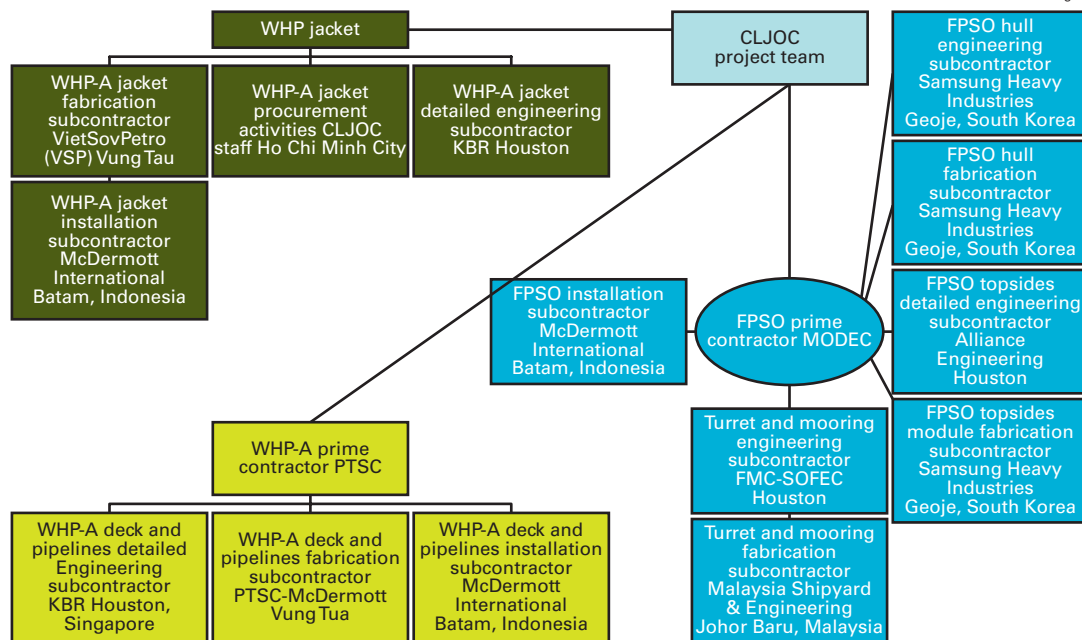 WHP jacket
CLJOC
project team
WHP-A jacket
fabrication
subcontractor
VietSovPetro
(VSP) Vung Tau
WHP-A jacket
procurement
activities CLJOC
staff Ho Chi Minh City
WHP-A jacket
detailed engineering
subcontractor
KBR Houston
WHP-A jacket
installation
subcontractor
McDermott
International
Batam, Indonesia
FPSO hull
engineering
subcontractor
Samsung Heavy
Industries
Geoje, South Korea
FPSO hull
fabrication
subcontractor
Samsung Heavy
Industries
Geoje, South Korea
FPSO installation
subcontractor
McDermott
International
Batam, Indonesia
FPSO prime
contractor MODEC
FPSO topsides
detailed engineering
subcontractor
Alliance
Engineering
Houston
FPSO topsides
module fabrication
subcontractor
Samsung Heavy
Industries
Geoje, South Korea
Turret and mooring
engineering
subcontractor
FMC-SOFEC
Houston
Turret and mooring
fabrication
subcontractor
Malaysia Shipyard
& Engineering
Johor Baru, Malaysia
WHP-A prime
contractor PTSC
WHP-A deck and
pipelines detailed
Engineering
subcontractor
KBR Houston,
Singapore
WHP-A deck and
pipelines fabrication
subcontractor
PTSC-McDermott
Vung Tua
WHP-A deck and
pipelines installation
subcontractor
McDermott
International
Batam, Indonesia